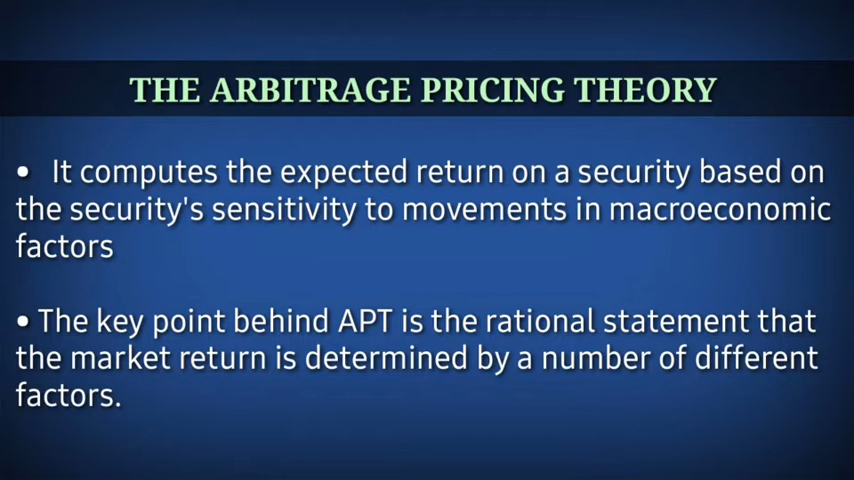 THE ARBITRAGE PRICING THEORY
• It computes the expected return on a security based on
the security's sensitivity to movements in macroeconomic
factors
• The key point behind APT is the rational statement that
the market return is determined by a number of different
factors.